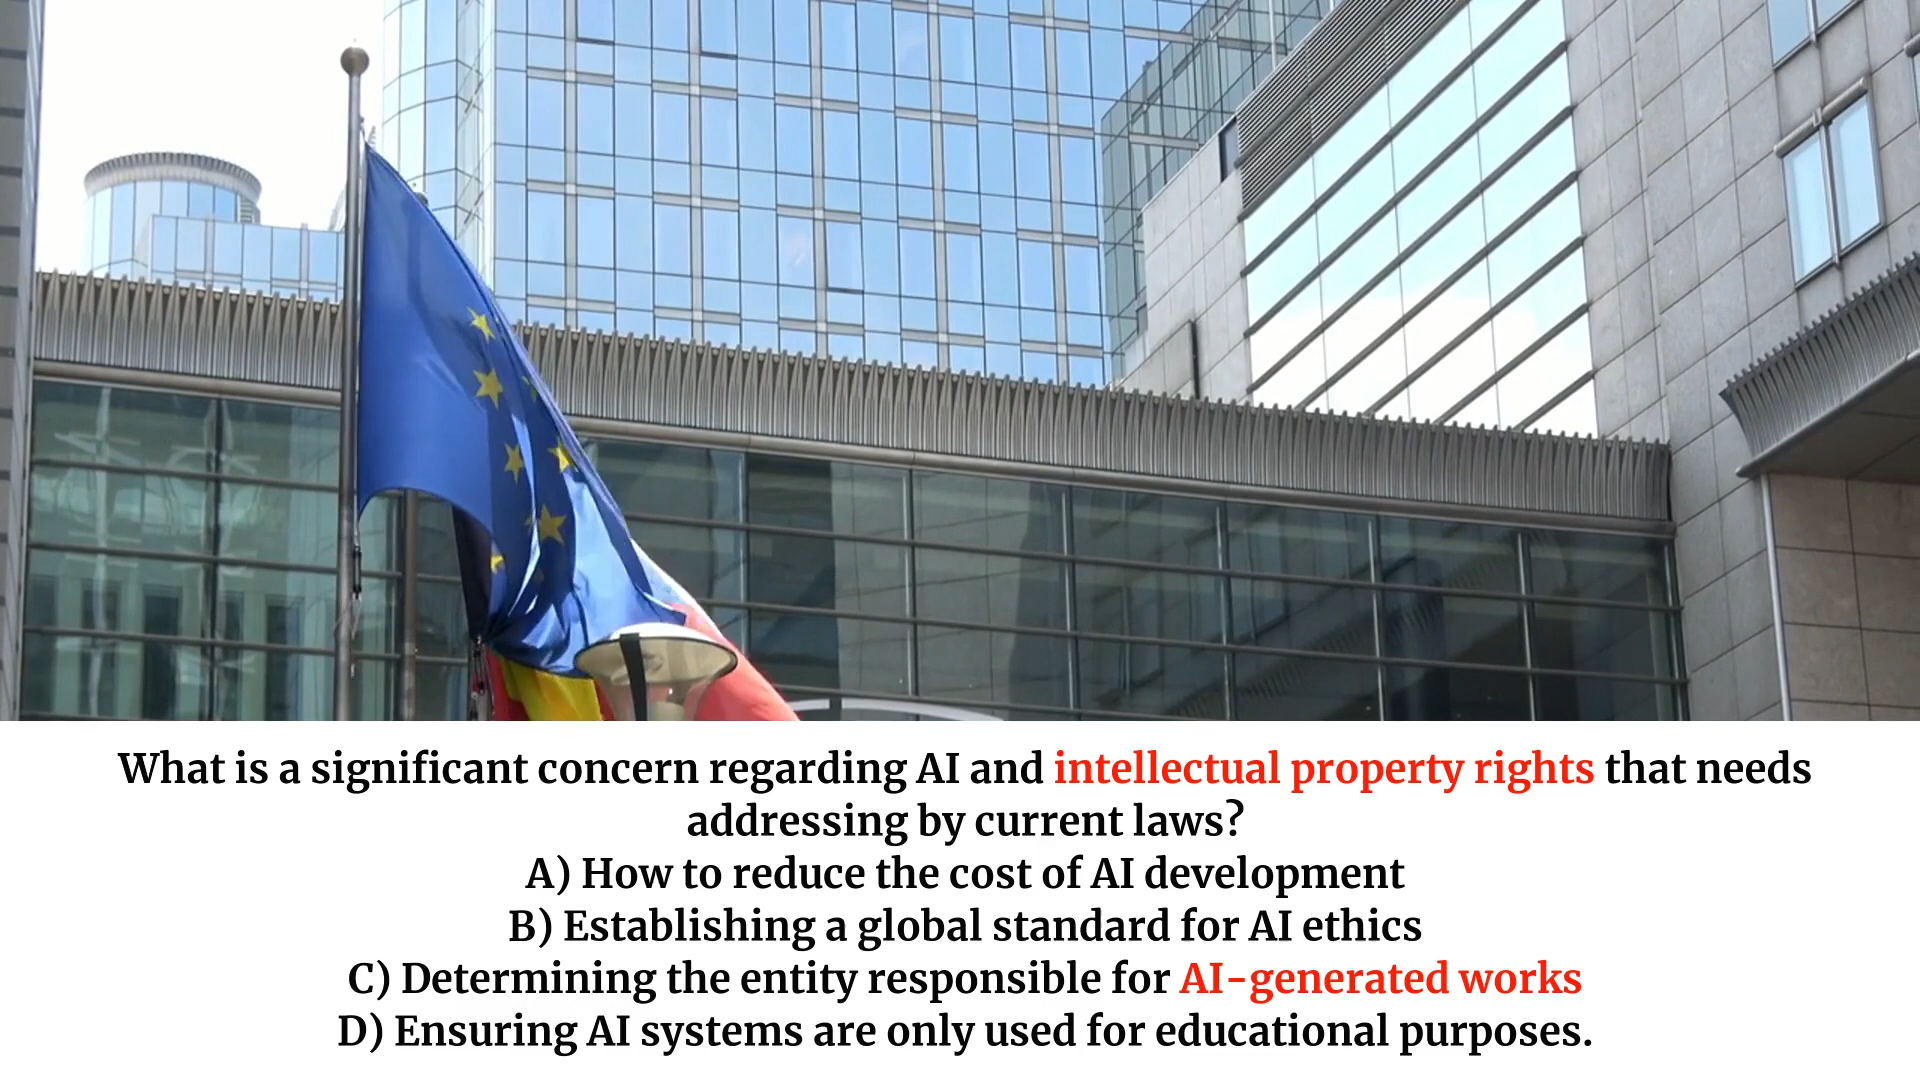 What is a significant concern regarding AI and intellectual property rights that needs
addressing by current laws?
A) How to reduce the cost of AI development
B) Establishing a global standard for AI ethics
C) Determining the entity responsible for AI-generated works
D) Ensuring AI systems are only used for educational purposes.